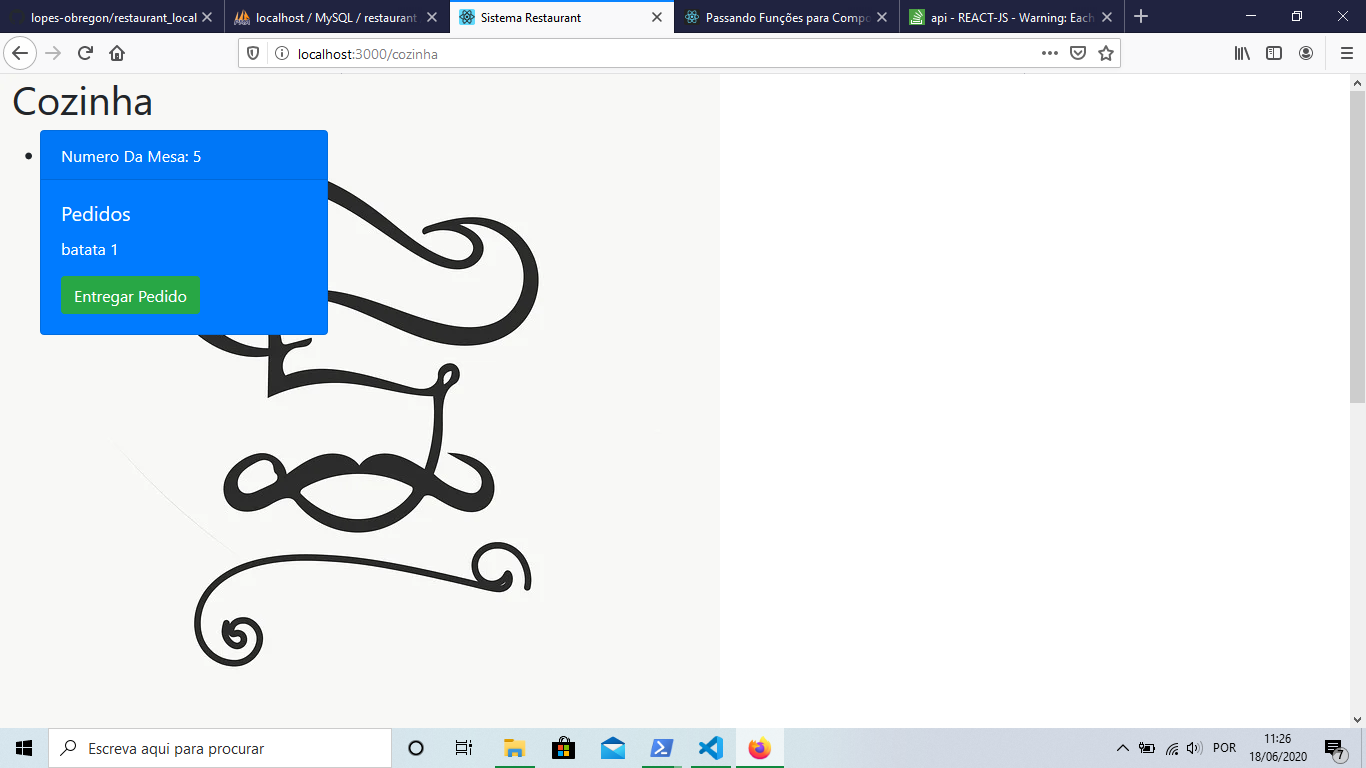 lopes-obregon/restaurant_local
localhost / MySQL / restaurant
Sistema Restaurant
Passando Funções para Compo
api - REACT-JS - Warning: Each
localhost:3000/cozinha
Cozinha
Numero Da Mesa: 5
Pedidos
batata 1
Entregar Pedido
Escreva aqui para procurar
POR
11:26
18/06/2020
7